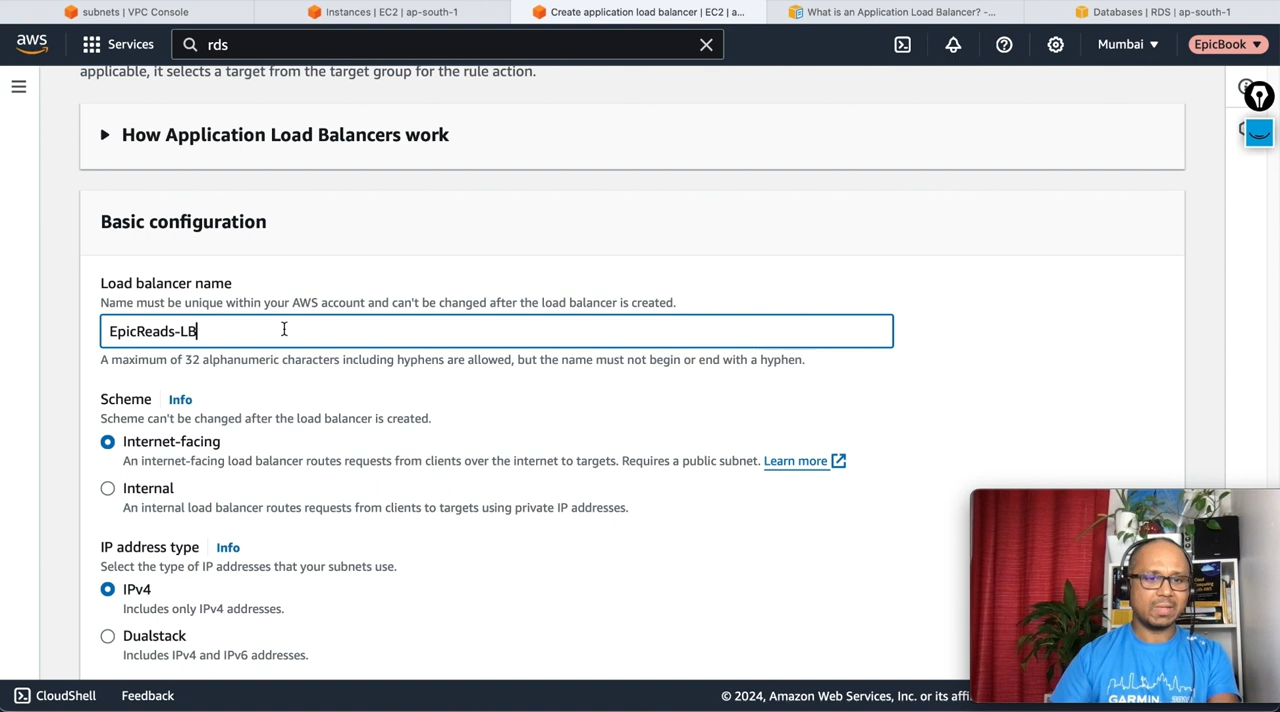 subnets | VPC Console
Instances | EC2 | ap-south-1
Create application load balancer | EC2 | a...
What is an Application Load Balancer? -...
Databases | RDS | ap-south-1
aws
Services
rds
Mumbai
EpicBook
applicable, it selects a target from the target group for the rule action.
How Application Load Balancers work
Basic configuration
Load balancer name
Name must be unique within your AWS account and can't be changed after the load balancer is created.
EpicReads-LB
A maximum of 32 alphanumeric characters including hyphens are allowed, but the name must not begin or end with a hyphen.
Scheme Info
Scheme can't be changed after the load balancer is created.
Internet-facing
An internet-facing load balancer routes requests from clients over the internet to targets. Requires a public subnet. Learn more
Internal
An internal load balancer routes requests from clients to targets using private IP addresses.
IP address type Info
Select the type of IP addresses that your subnets use.
IPv4
Includes only IPv4 addresses.
Dualstack
Includes IPv4 and IPv6 addresses.
GARMIN
CloudShell
Feedback
© 2024, Amazon Web Services, Inc. or its affi